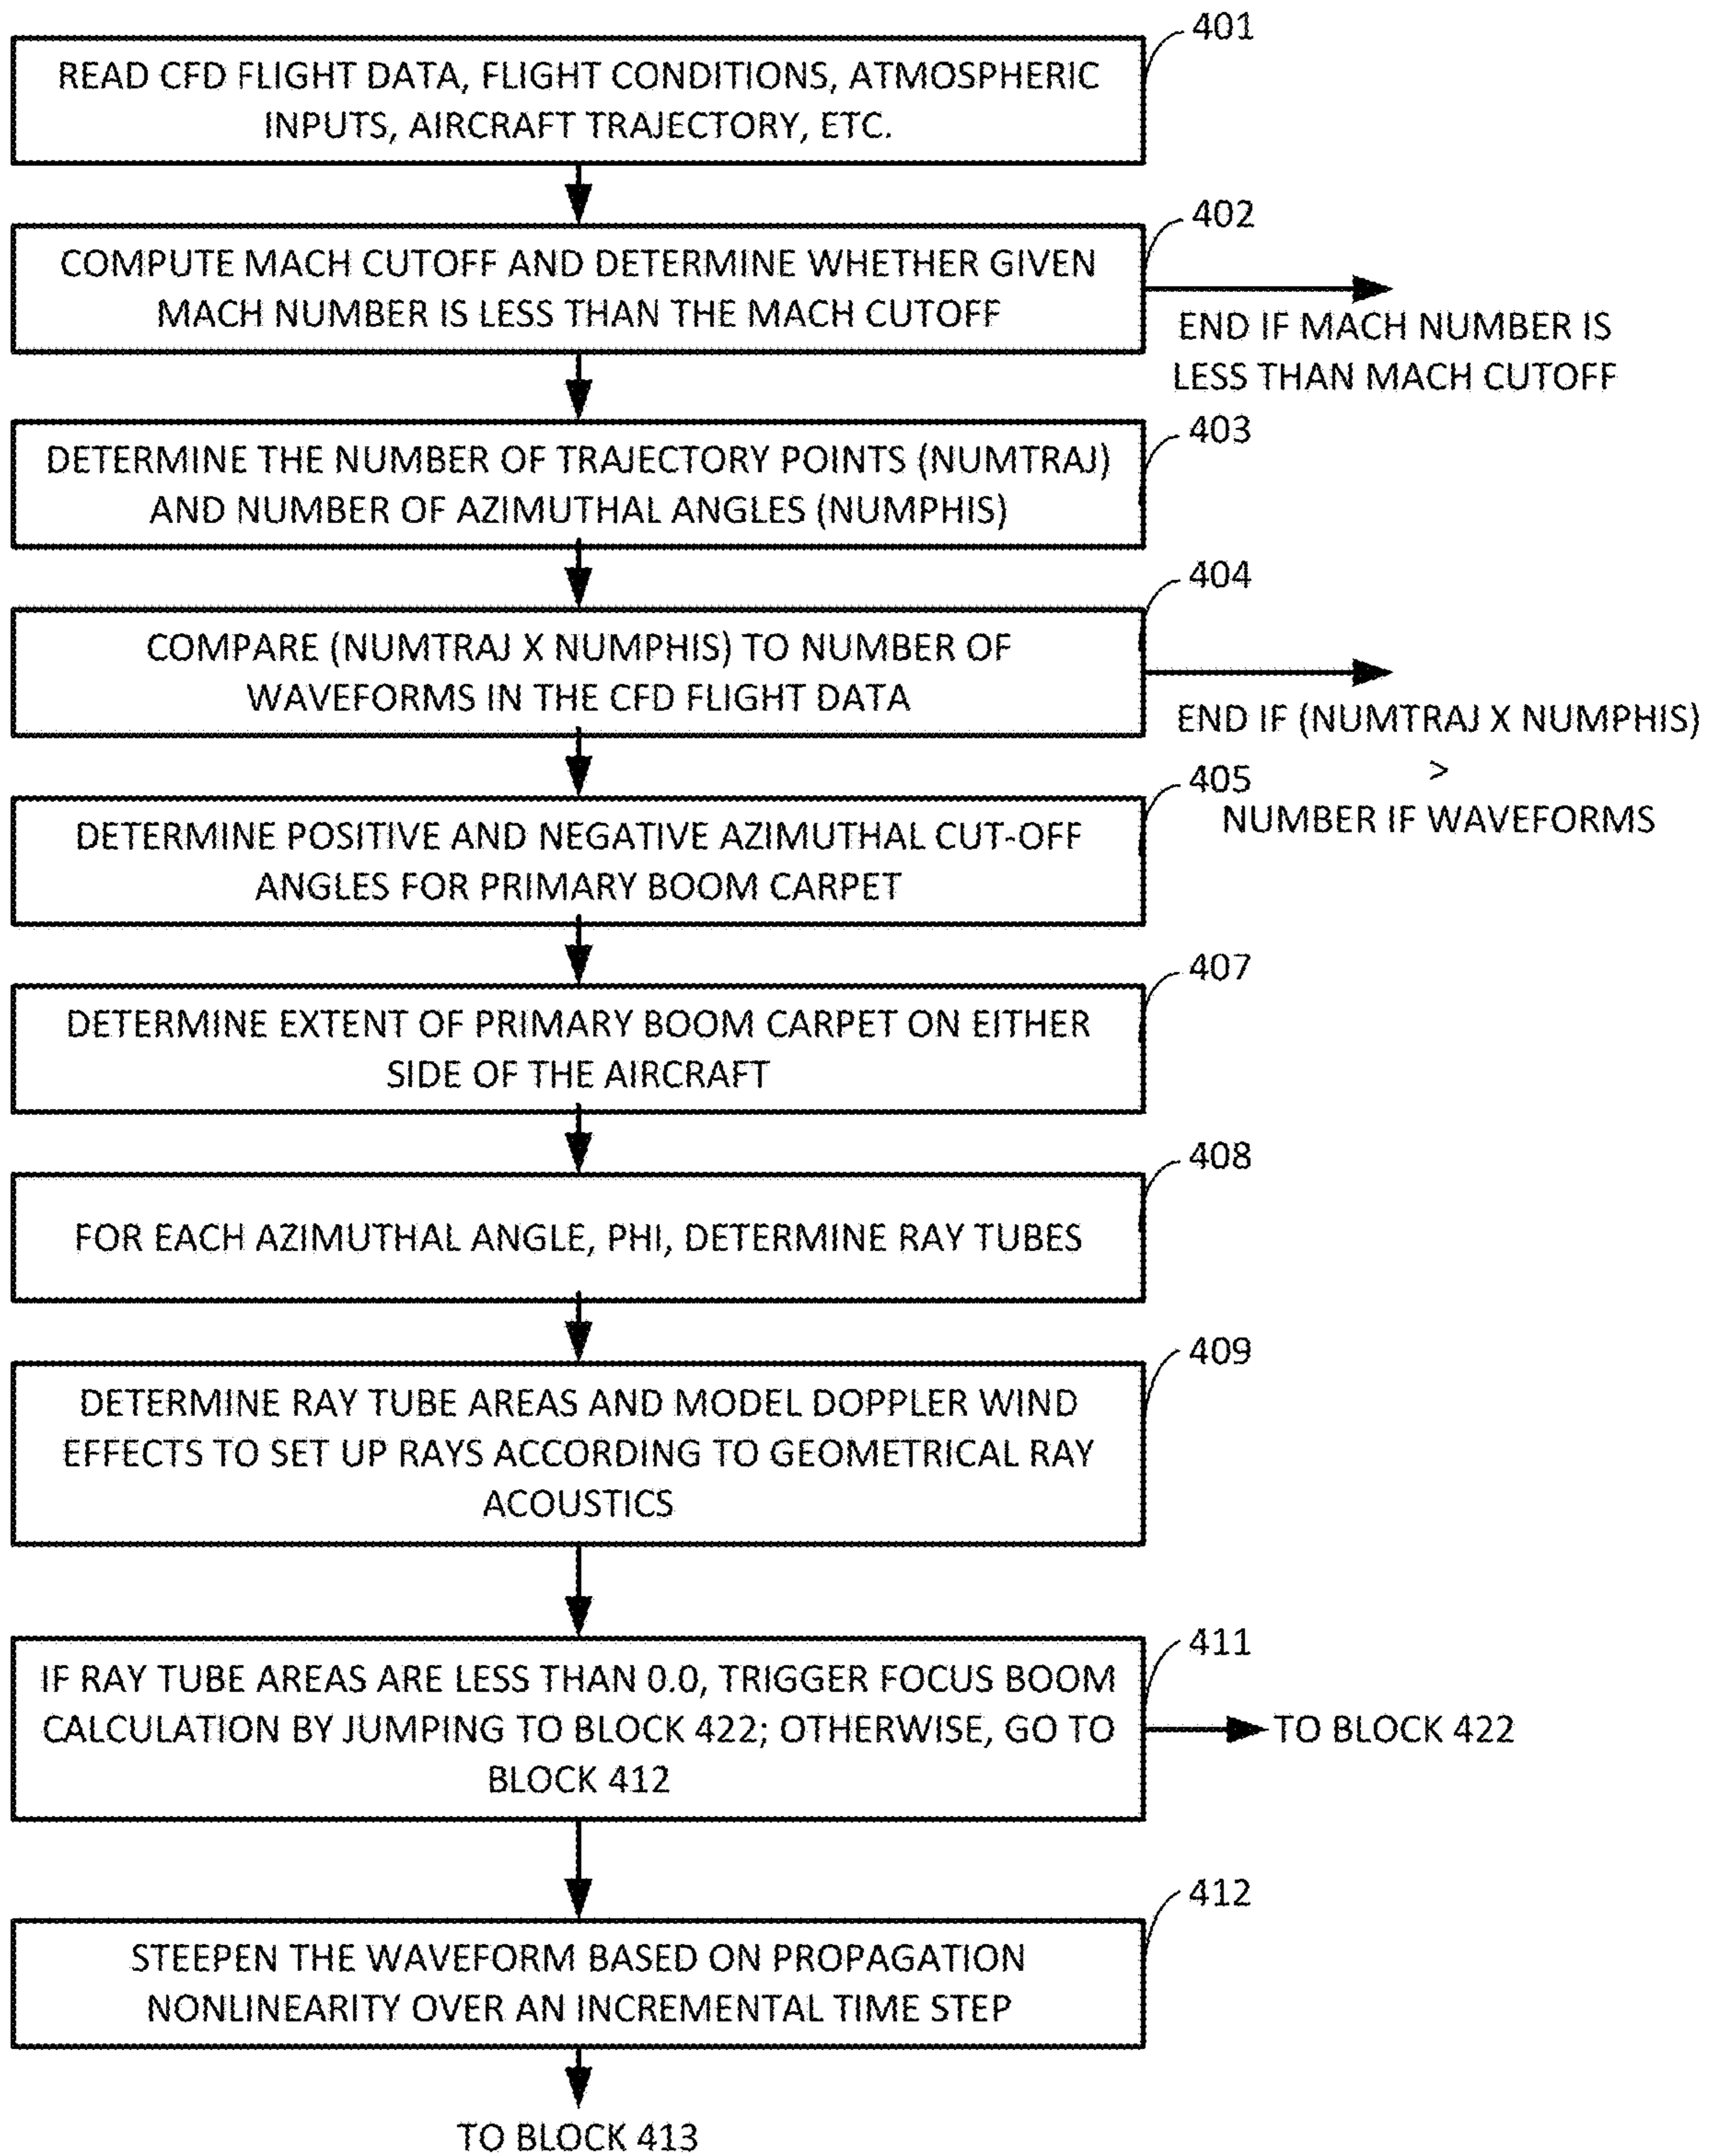 401
READ CFD FLIGHT DATA, FLIGHT CONDITIONS, ATMOSPHERIC
INPUTS, AIRCRAFT TRAJECTORY, ETC.
402
COMPUTE MACH CUTOFF AND DETERMINE WHETHER GIVEN
MACH NUMBER IS LESS THAN THE MACH CUTOFF
END IF MACH NUMBER IS
LESS THAN MACH CUTOFF
403
DETERMINE THE NUMBER OF TRAJECTORY POINTS (NUMTRAJ)
AND NUMBER OF AZIMUTHAL ANGLES (NUMPHIS)
404
COMPARE (NUMTRAJ X NUMPHIS) TO NUMBER OF
WAVEFORMS IN THE CFD FLIGHT DATA
END IF (NUMTRAJ X NUMPHIS)
>
NUMBER IF WAVEFORMS
405
DETERMINE POSITIVE AND NEGATIVE AZIMUTHAL CUT-OFF
ANGLES FOR PRIMARY BOOM CARPET
407
DETERMINE EXTENT OF PRIMARY BOOM CARPET ON EITHER
SIDE OF THE AIRCRAFT
408
FOR EACH AZIMUTHAL ANGLE, PHI, DETERMINE RAY TUBES
409
DETERMINE RAY TUBE AREAS AND MODEL DOPPLER WIND
EFFECTS TO SET UP RAYS ACCORDING TO GEOMETRICAL RAY
ACOUSTICS
411
IF RAY TUBE AREAS ARE LESS THAN 0.0, TRIGGER FOCUS BOOM
CALCULATION BY JUMPING TO BLOCK 422; OTHERWISE, GO TO
BLOCK 412
TO BLOCK 422
412
STEEPEN THE WAVEFORM BASED ON PROPAGATION
NONLINEARITY OVER AN INCREMENTAL TIME STEP
TO BLOCK 413